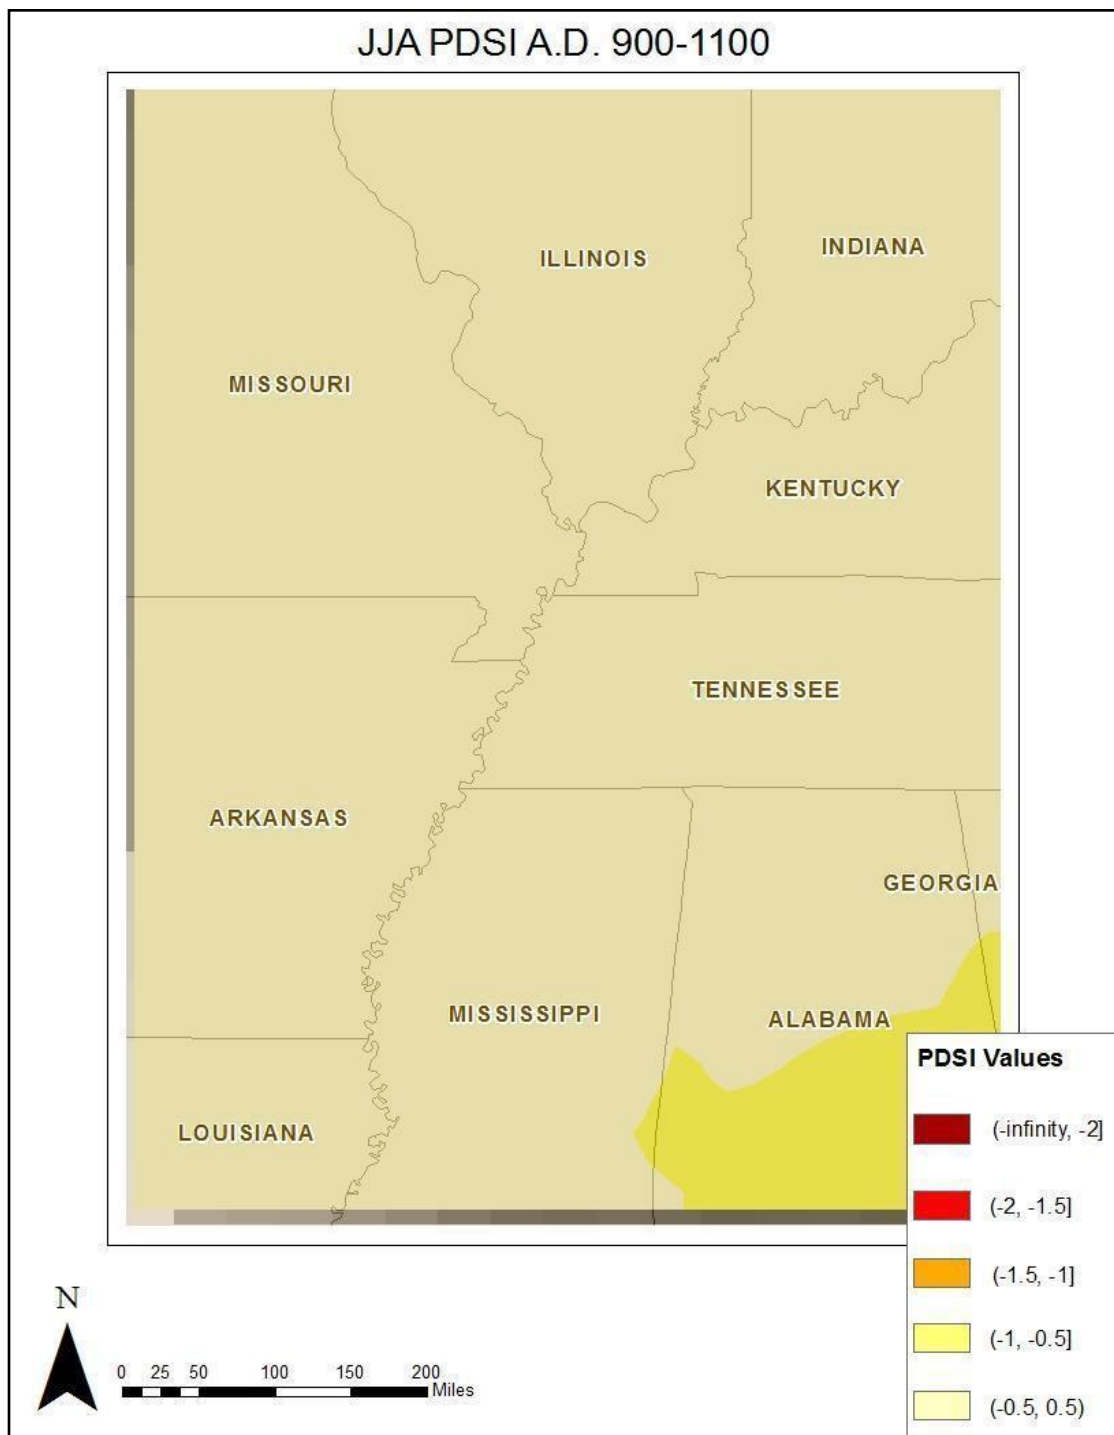 JJA PDSI A.D. 900-1100
ILLINOIS
INDIANA
MISSOURI
KENTUCKY
TENNESSEE
ARKANSAS
GEORGIA
MISSISSIPPI
ALABAMA
LOUISIANA
PDSI Values
(-infinity, -2]
(-2, -1.5]
(-1.5, -1]
(-1, -0.5]
(-0.5, 0.5)
N
0 25 50 100 150 200
Miles